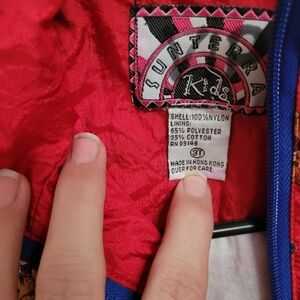 SUNTERRA
Kids
SHELL:100%NYLON
LINING:
65% POLYESTER
35% COTTON
RN 93146
3T
MADE IN HONG KONG
OVER FOR CARE